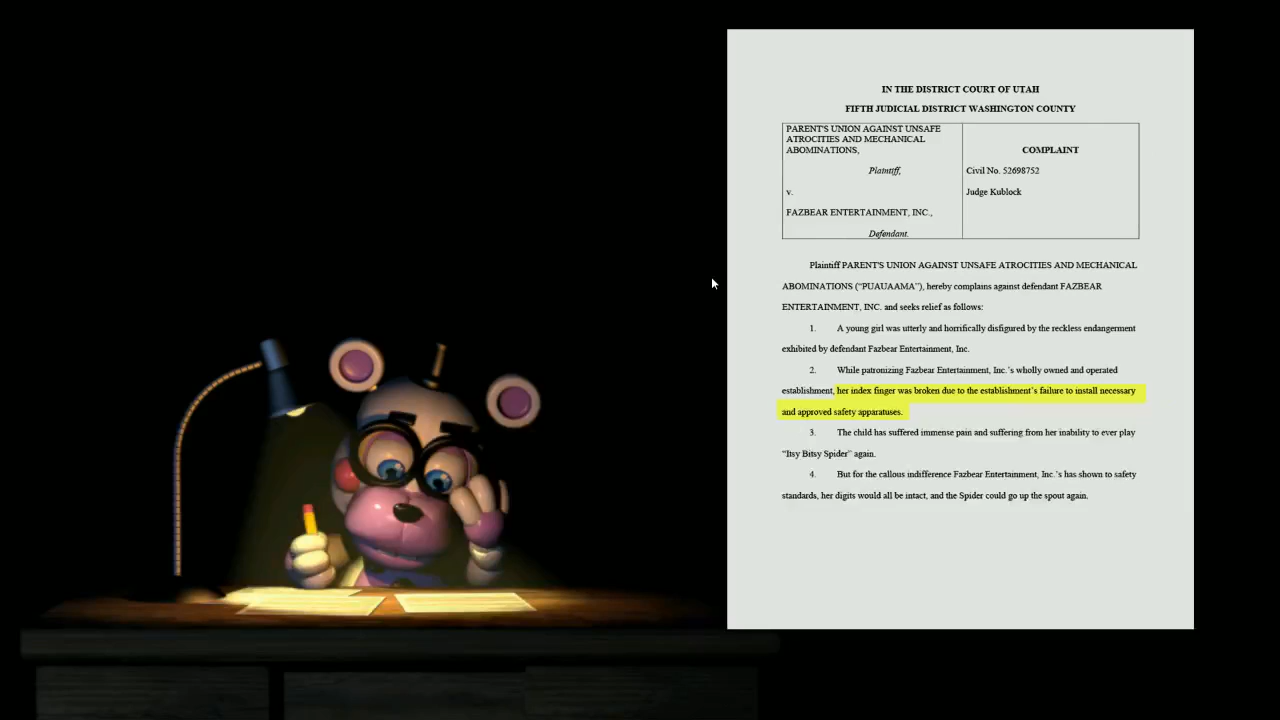 IN THE DISTRICT COURT OF UTAH
FIFTH JUDICIAL DISTRICT WASHINGTON COUNTY
PARENT'S UNION AGAINST UNSAFE
ATROCITIES AND MECHANICAL
ABOMINATIONS,
Plaintiff,
v.
FAZBEAR ENTERTAINMENT, INC.,
Defendant.
COMPLAINT
Civil No. 52698752
Judge Kublock
Plaintiff PARENT'S UNION AGAINST UNSAFE ATROCITIES AND MECHANICAL
ABOMINATIONS (“PUAUAAMA”), hereby complains against defendant FAZBEAR
ENTERTAINMENT, INC. and seeks relief as follows:
1. A young girl was utterly and horrifically disfigured by the reckless endangerment
exhibited by defendant Fazbear Entertainment, Inc.
2. While patronizing Fazbear Entertainment, Inc.’s wholly owned and operated
establishment, her index finger was broken due to the establishment’s failure to install necessary
and approved safety apparatuses.
3. The child has suffered immense pain and suffering from her inability to ever play
“Itsy Bitsy Spider” again.
4. But for the callous indifference Fazbear Entertainment, Inc.’s has shown to safety
standards, her digits would all be intact, and the Spider could go up the spout again.